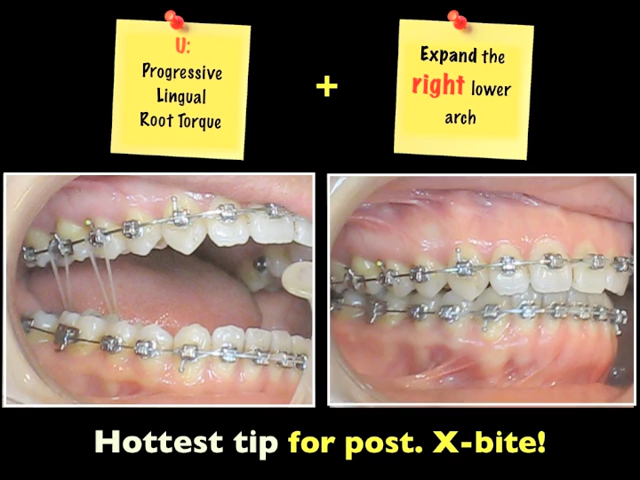 U:
Progressive
Lingual
Root Torque
+
Expand the
right lower
arch
Hottest tip for post. X-bite!